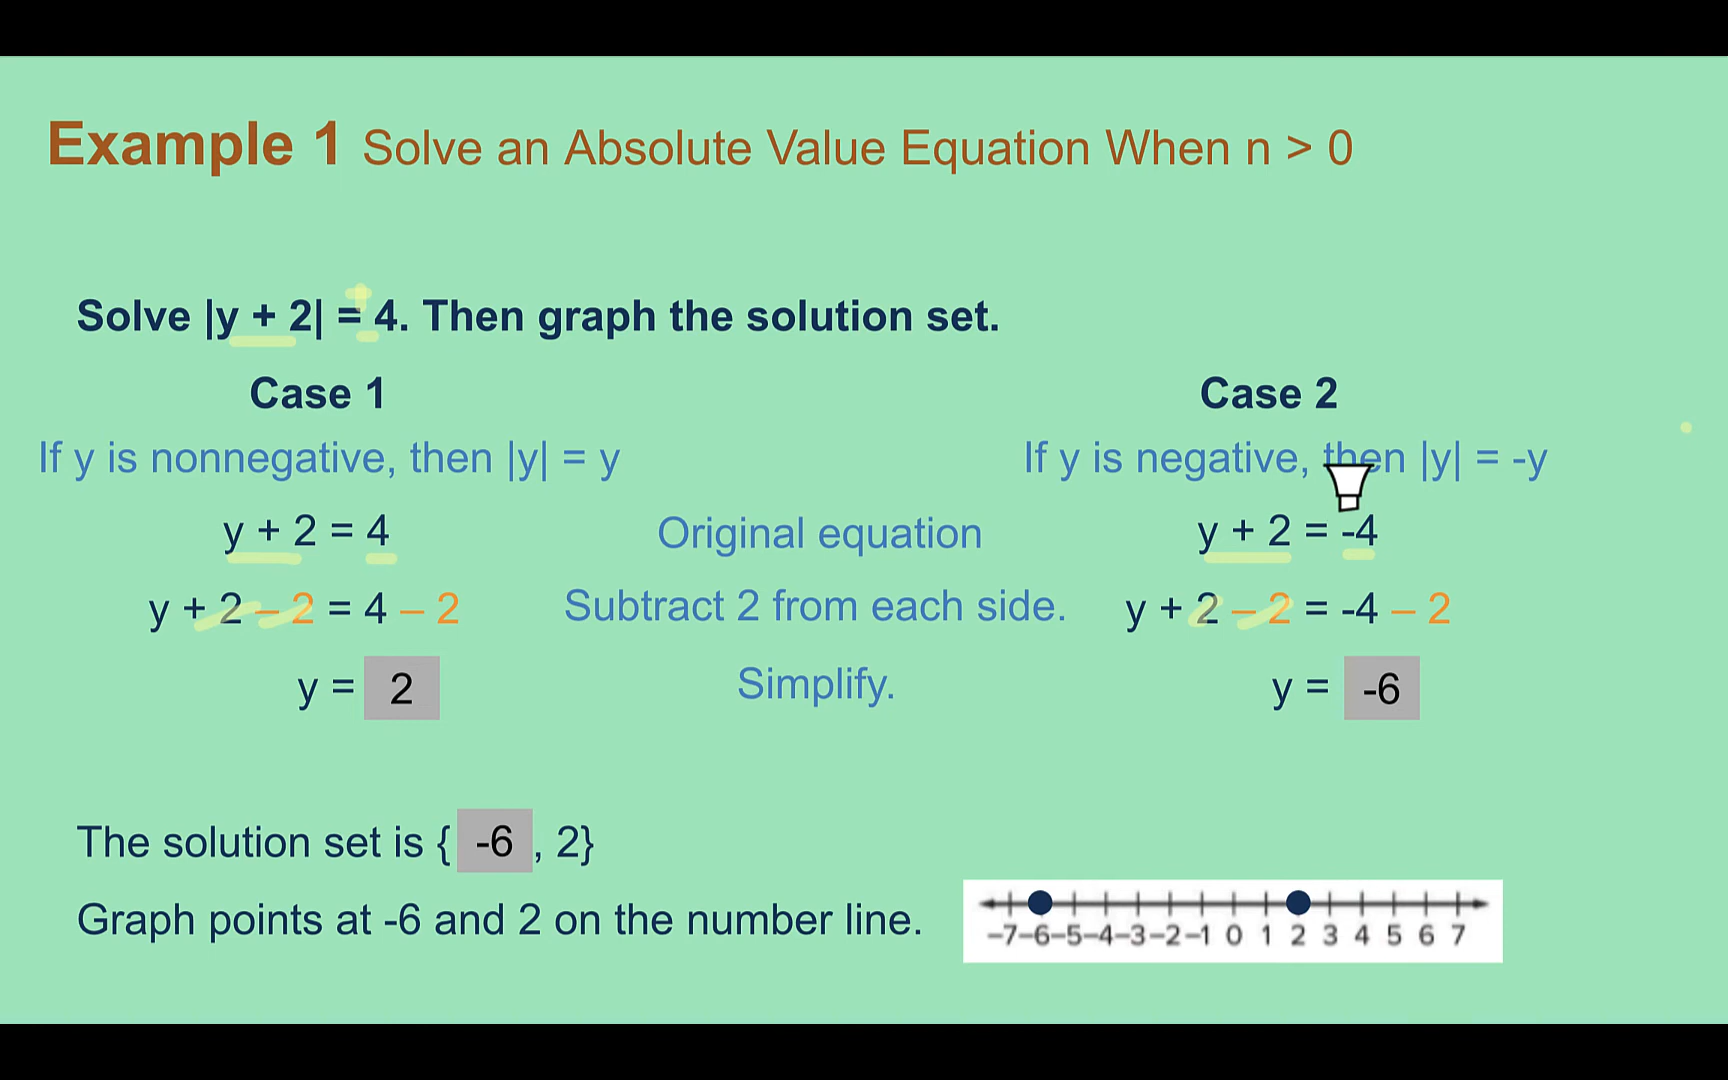 Example 1 Solve an Absolute Value Equation When n > 0
Solve |y + 2| = 4. Then graph the solution set.
Case 1
Case 2
If y is nonnegative, then |y| = y
If y is negative, then |y| = -y
y + 2 = 4
Original equation
y + 2 = -4
y + 2 – 2 = 4 – 2
Subtract 2 from each side.
y + 2 – 2 = -4 – 2
y = 2
Simplify.
y = -6
The solution set is { -6 , 2}
Graph points at -6 and 2 on the number line.
–7–6–5–4–3–2–1 0 1 2 3 4 5 6 7